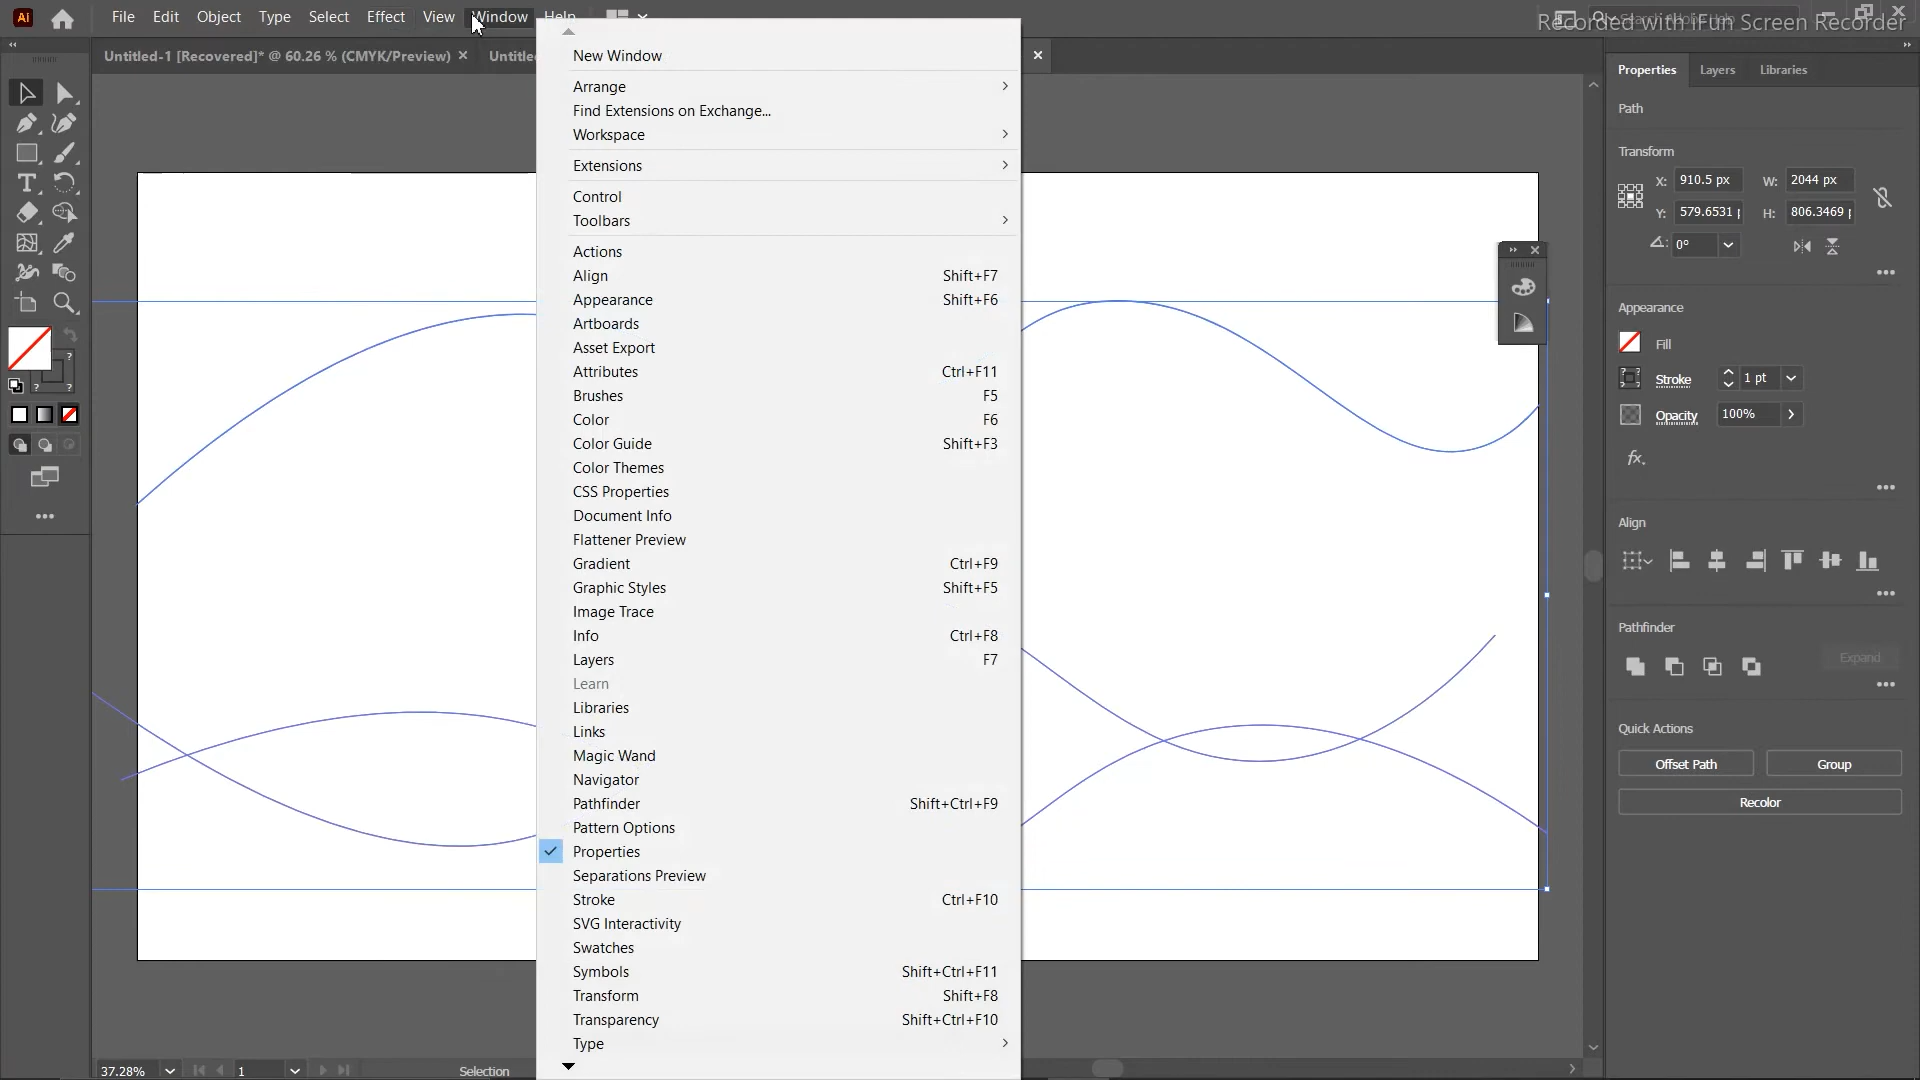 Ai File Edit Object Type Select Effect View Window Help
Recorded with iFun Screen Recorder
Untitled-1 [Recovered]* @ 60.26 % (CMYK/Preview) × Untitle
New Window
Arrange
Find Extensions on Exchange...
Workspace
Extensions
Control
Toolbars
Actions
Align Shift+F7
Appearance Shift+F6
Artboards
Asset Export
Attributes Ctrl+F11
Brushes F5
Color F6
Color Guide Shift+F3
Color Themes
CSS Properties
Document Info
Flattener Preview
Gradient Ctrl+F9
Graphic Styles Shift+F5
Image Trace
Info Ctrl+F8
Layers F7
Learn
Libraries
Links
Magic Wand
Navigator
Pathfinder Shift+Ctrl+F9
Pattern Options
Properties
Separations Preview
Stroke Ctrl+F10
SVG Interactivity
Swatches
Symbols Shift+Ctrl+F11
Transform Shift+F8
Transparency Shift+Ctrl+F10
Type
Properties Layers Libraries
Path
Transform
X: 910.5 px W: 2044 px
Y: 579.6531 H: 806.3469
0°
Appearance
Fill
Stroke 1 pt
Opacity 100%
fx.
Align
Pathfinder
Expand
Quick Actions
Offset Path Group
Recolor
37.28% 1 Selection